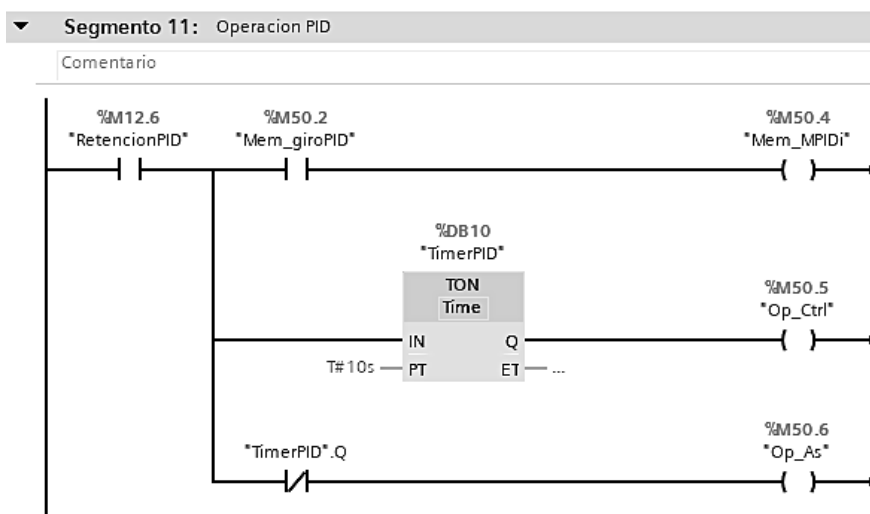 Segmento 11: Operacion PID
Comentario
%M12.6
"RetencionPID"
%M50.2
"Mem_giroPID"
%M50.4
"Mem_MPIDi"
%DB10
"TimerPID"
TON
Time
IN
Q
T#10s
PT
ET
...
%M50.5
"Op_Ctrl"
"TimerPID".Q
%M50.6
"Op_As"